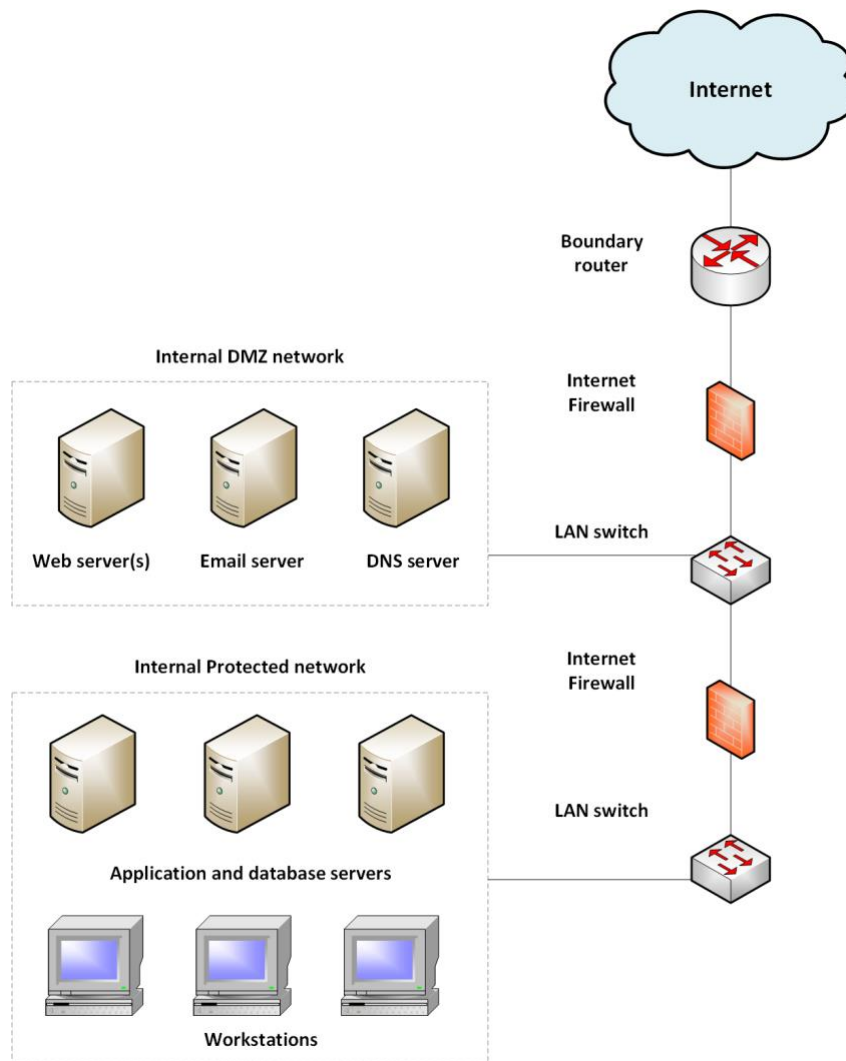 Internet
Boundary
router
Internal DMZ network
Internet
Firewall
LAN switch
Web server(s)
Email server
DNS server
Internal Protected network
Internet
Firewall
LAN switch
Application and database servers
Workstations